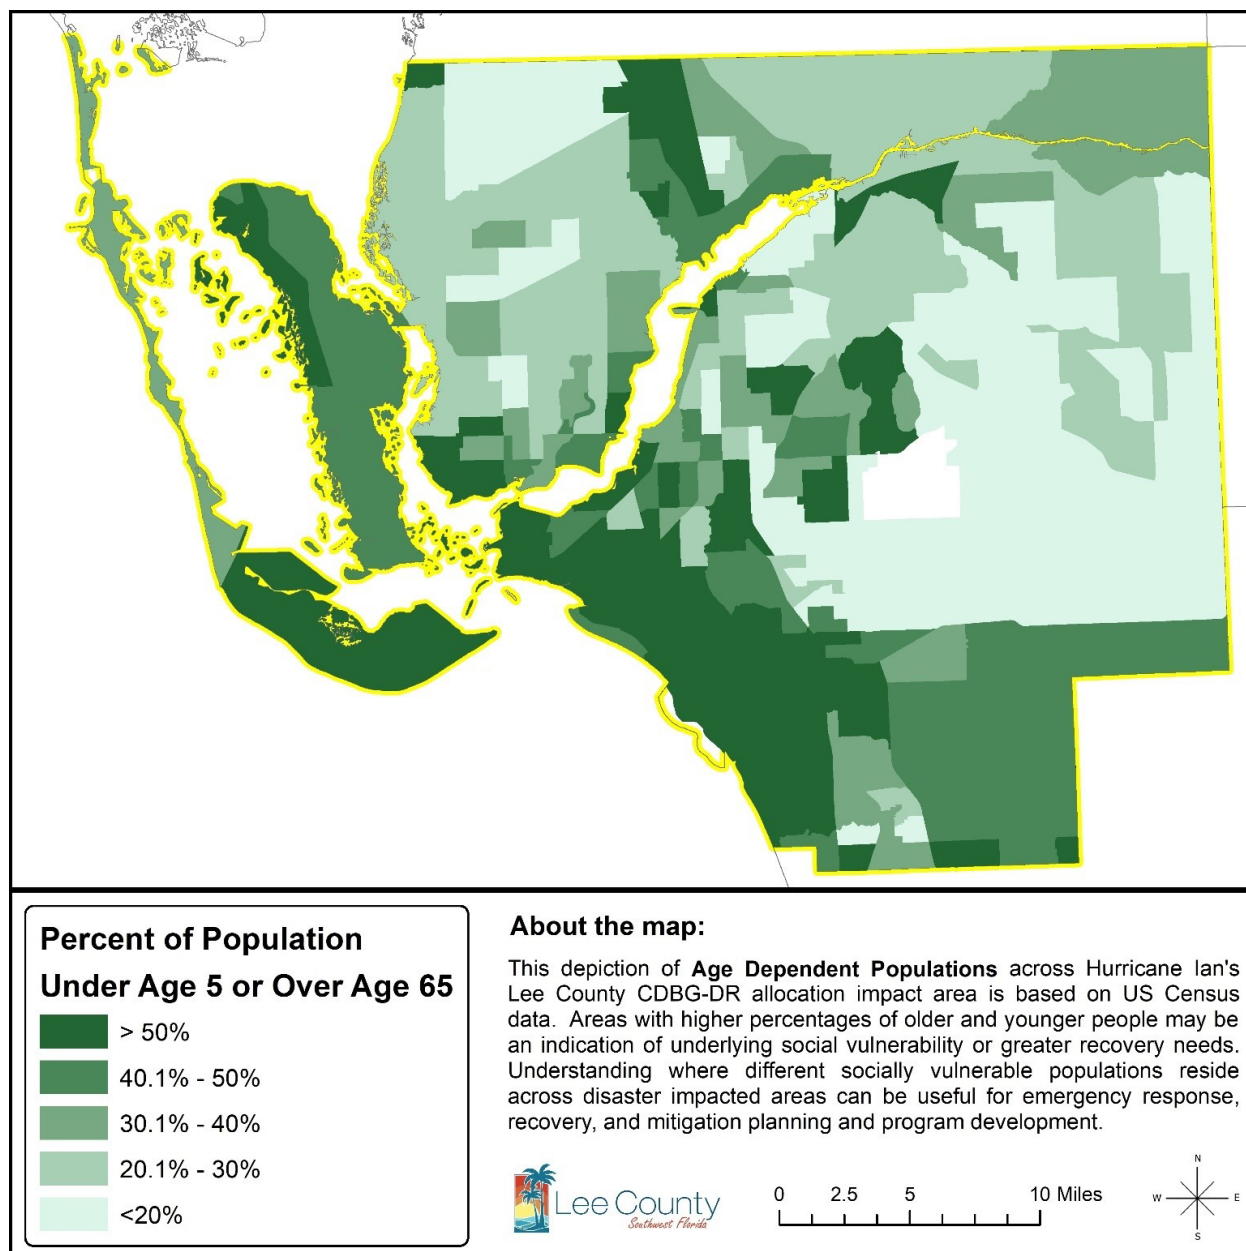 Percent of Population
Under Age 5 or Over Age 65
> 50%
40.1% - 50%
30.1% - 40%
20.1% - 30%
<20%
About the map:
This depiction of Age Dependent Populations across Hurricane Ian's
Lee County CDBG-DR allocation impact area is based on US Census
data. Areas with higher percentages of older and younger people may be
an indication of underlying social vulnerability or greater recovery needs.
Understanding where different socially vulnerable populations reside
across disaster impacted areas can be useful for emergency response,
recovery, and mitigation planning and program development.
Lee County
Southwest Florida
0 2.5 5 10 Miles
N
W E
S